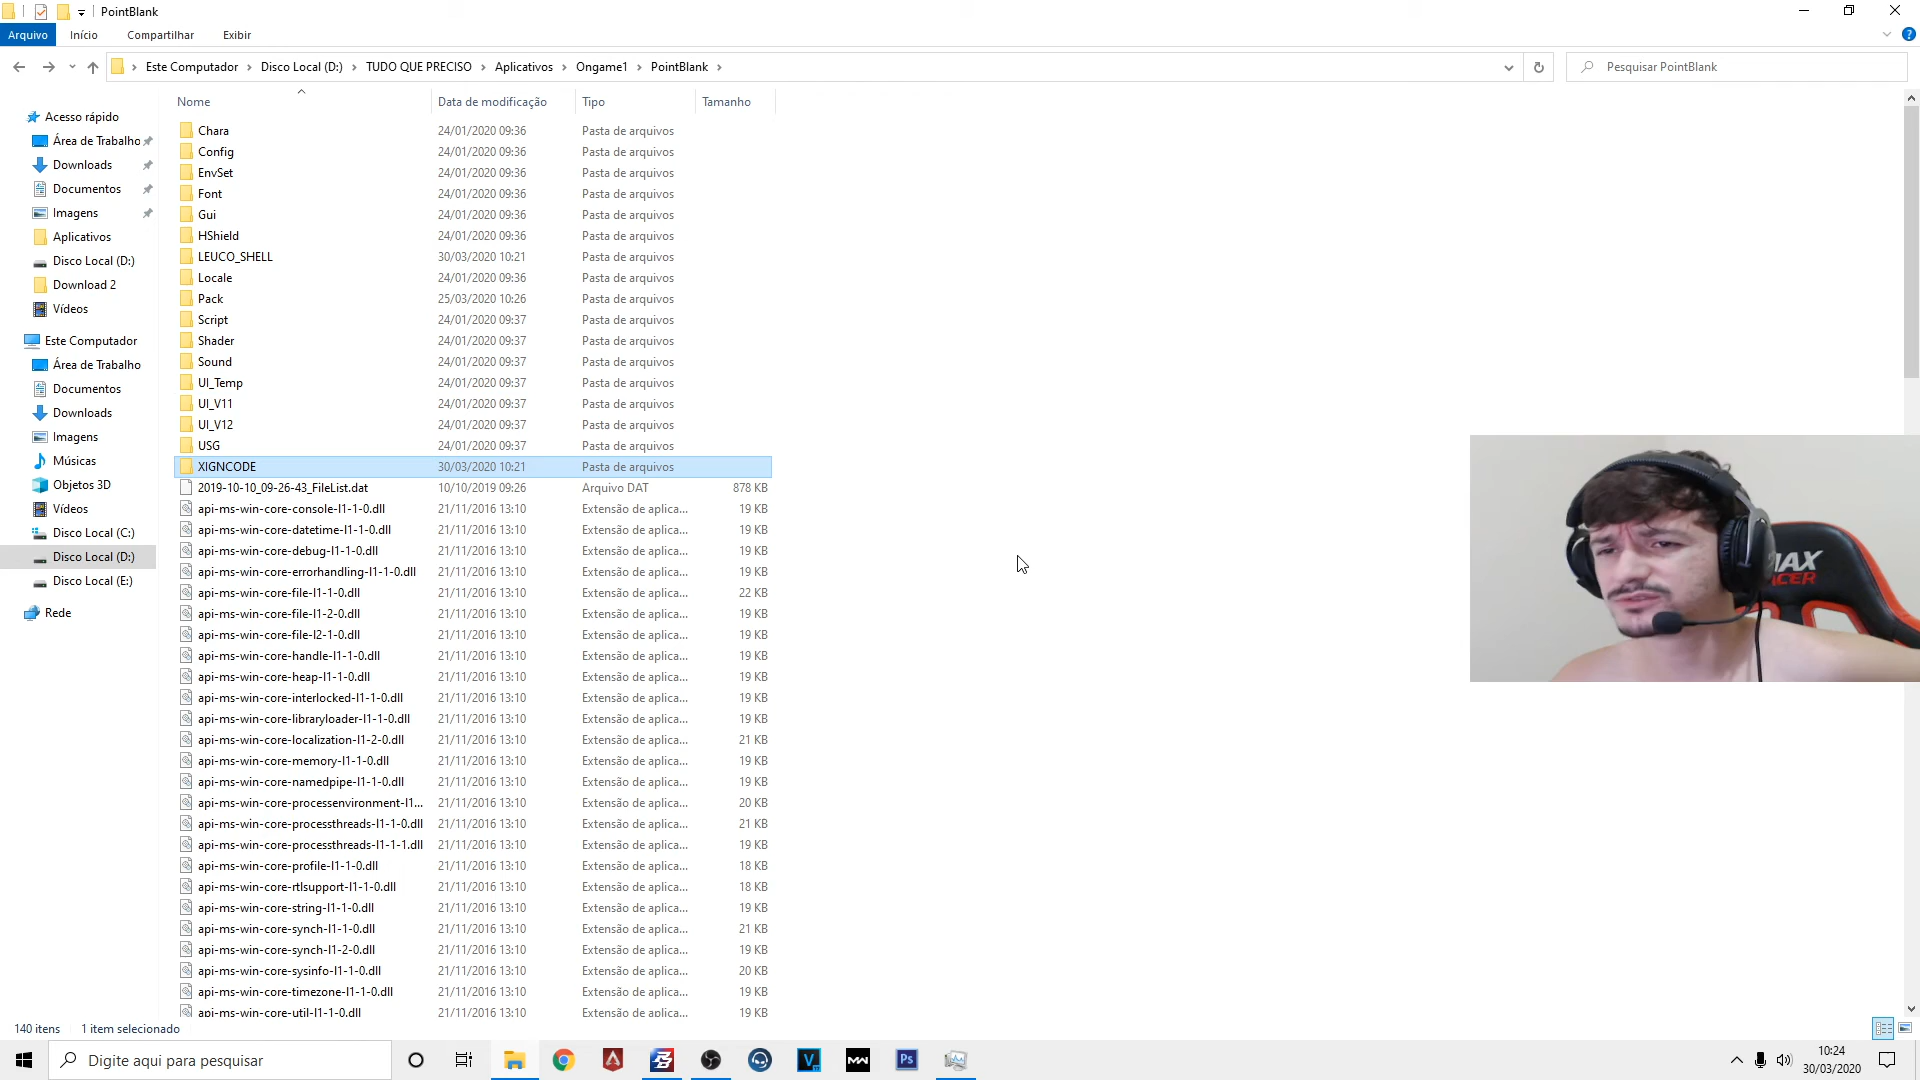 PointBlank
Arquivo Início Compartilhar Exibir
Este Computador Disco Local (D:) TUDO QUE PRECISO Aplicativos Ongame1 PointBlank
Pesquisar PointBlank
Nome Data de modificação Tipo Tamanho
Acesso rápido
Área de Trabalho
Downloads
Documentos
Imagens
Aplicativos
Disco Local (D:)
Download 2
Vídeos
Este Computador
Área de Trabalho
Documentos
Downloads
Imagens
Músicas
Objetos 3D
Vídeos
Disco Local (C:)
Disco Local (D:)
Disco Local (E:)
Rede
Chara 24/01/2020 09:36 Pasta de arquivos
Config 24/01/2020 09:36 Pasta de arquivos
EnvSet 24/01/2020 09:36 Pasta de arquivos
Font 24/01/2020 09:36 Pasta de arquivos
Gui 24/01/2020 09:36 Pasta de arquivos
HShield 24/01/2020 09:36 Pasta de arquivos
LEUCO_SHELL 30/03/2020 10:21 Pasta de arquivos
Locale 24/01/2020 09:36 Pasta de arquivos
Pack 25/03/2020 10:26 Pasta de arquivos
Script 24/01/2020 09:37 Pasta de arquivos
Shader 24/01/2020 09:37 Pasta de arquivos
Sound 24/01/2020 09:37 Pasta de arquivos
UI_Temp 24/01/2020 09:37 Pasta de arquivos
UI_V11 24/01/2020 09:37 Pasta de arquivos
UI_V12 24/01/2020 09:37 Pasta de arquivos
USG 24/01/2020 09:37 Pasta de arquivos
XIGNCODE 30/03/2020 10:21 Pasta de arquivos
2019-10-10_09-26-43_FileList.dat 10/10/2019 09:26 Arquivo DAT 878 KB
api-ms-win-core-console-l1-1-0.dll 21/11/2016 13:10 Extensão de aplica... 19 KB
api-ms-win-core-datetime-l1-1-0.dll 21/11/2016 13:10 Extensão de aplica... 19 KB
api-ms-win-core-debug-l1-1-0.dll 21/11/2016 13:10 Extensão de aplica... 19 KB
api-ms-win-core-errorhandling-l1-1-0.dll 21/11/2016 13:10 Extensão de aplica... 19 KB
api-ms-win-core-file-l1-1-0.dll 21/11/2016 13:10 Extensão de aplica... 22 KB
api-ms-win-core-file-l1-2-0.dll 21/11/2016 13:10 Extensão de aplica... 19 KB
api-ms-win-core-file-l2-1-0.dll 21/11/2016 13:10 Extensão de aplica... 19 KB
api-ms-win-core-handle-l1-1-0.dll 21/11/2016 13:10 Extensão de aplica... 19 KB
api-ms-win-core-heap-l1-1-0.dll 21/11/2016 13:10 Extensão de aplica... 19 KB
api-ms-win-core-interlocked-l1-1-0.dll 21/11/2016 13:10 Extensão de aplica... 19 KB
api-ms-win-core-libraryloader-l1-1-0.dll 21/11/2016 13:10 Extensão de aplica... 19 KB
api-ms-win-core-localization-l1-2-0.dll 21/11/2016 13:10 Extensão de aplica... 21 KB
api-ms-win-core-memory-l1-1-0.dll 21/11/2016 13:10 Extensão de aplica... 19 KB
api-ms-win-core-namedpipe-l1-1-0.dll 21/11/2016 13:10 Extensão de aplica... 19 KB
api-ms-win-core-processenvironment-l1... 21/11/2016 13:10 Extensão de aplica... 20 KB
api-ms-win-core-processthreads-l1-1-0.dll 21/11/2016 13:10 Extensão de aplica... 21 KB
api-ms-win-core-processthreads-l1-1-1.dll 21/11/2016 13:10 Extensão de aplica... 19 KB
api-ms-win-core-profile-l1-1-0.dll 21/11/2016 13:10 Extensão de aplica... 18 KB
api-ms-win-core-rtlsupport-l1-1-0.dll 21/11/2016 13:10 Extensão de aplica... 18 KB
api-ms-win-core-string-l1-1-0.dll 21/11/2016 13:10 Extensão de aplica... 19 KB
api-ms-win-core-synch-l1-1-0.dll 21/11/2016 13:10 Extensão de aplica... 21 KB
api-ms-win-core-synch-l1-2-0.dll 21/11/2016 13:10 Extensão de aplica... 19 KB
api-ms-win-core-sysinfo-l1-1-0.dll 21/11/2016 13:10 Extensão de aplica... 20 KB
api-ms-win-core-timezone-l1-1-0.dll 21/11/2016 13:10 Extensão de aplica... 19 KB
api-ms-win-core-util-l1-1-0.dll 21/11/2016 13:10 Extensão de aplica... 19 KB
140 itens 1 item selecionado
Digite aqui para pesquisar
Ps
10:24
30/03/2020